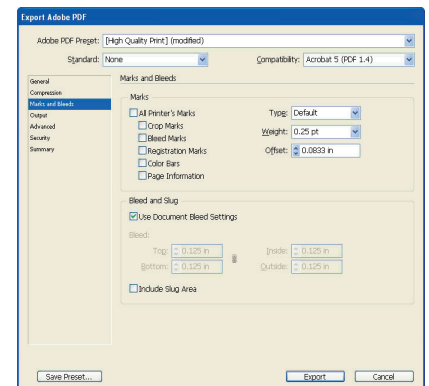 Export Adobe PDF
Adobe PDF Preset: [High Quality Print] (modified)
Standard: None Compatibility: Acrobat 5 (PDF 1.4)
General
Compression
Marks and Bleeds
Output
Advanced
Security
Summary
Marks and Bleeds
Marks
All Printer's Marks
Crop Marks
Bleed Marks
Registration Marks
Color Bars
Page Information
Type: Default
Weight: 0.25 pt
Offset: 0.0833 in
Bleed and Slug
Use Document Bleed Settings
Bleed:
Top: 0.125 in Inside: 0.125 in
Bottom: 0.125 in Outside: 0.125 in
Include Slug Area
Save Preset... Export Cancel